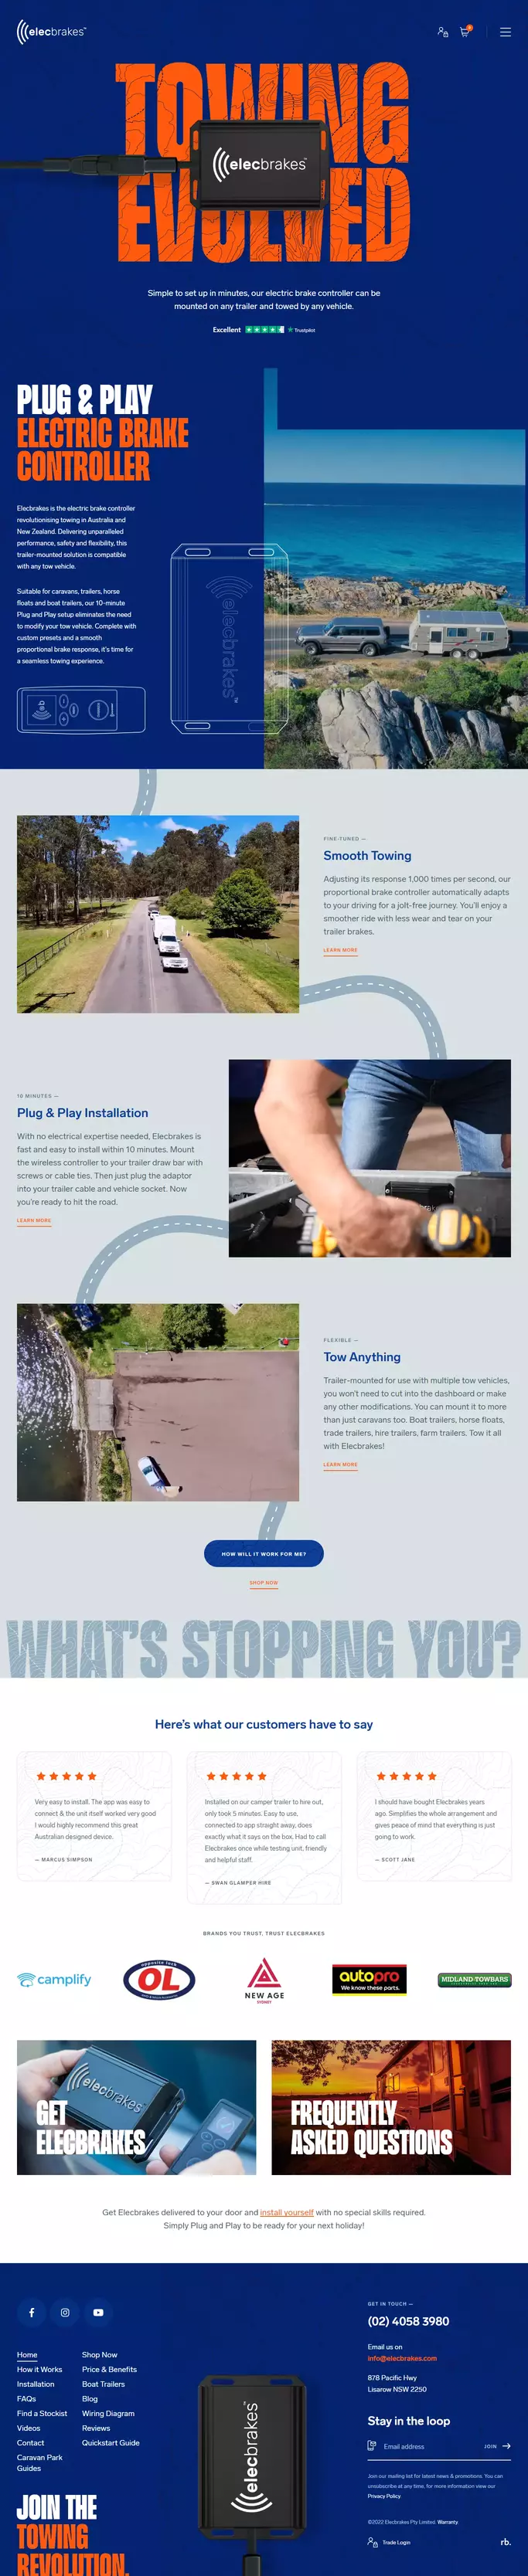 elecbrakes™
TOWING
elecbrakes
EVOLVED
Simple to set up in minutes, our electric brake controller can be
mounted on any trailer and towed by any vehicle.
Excellent
Trustpilot
PLUG & PLAY
ELECTRIC BRAKE
CONTROLLER
Elecbrakes is the electric brake controller
revolutionising towing in Australia and
New Zealand. Delivering unparalleled
performance, safety and flexibility, this
trailer-mounted solution is compatible
with any tow vehicle.
Suitable for caravans, trailers, horse
floats and boat trailers, our 10-minute
Plug and Play setup eliminates the need
to modify your tow vehicle. Complete with
custom presets and a smooth
proportional brake response, it's time for
a seamless towing experience.
elecbrakes™
FINE-TUNED —
Smooth Towing
Adjusting its response 1,000 times per second, our
proportional brake controller automatically adapts
to your driving for a jolt-free journey. You'll enjoy a
smoother ride with less wear and tear on your
trailer brakes.
LEARN MORE
10 MINUTES —
Plug & Play Installation
With no electrical expertise needed, Elecbrakes is
fast and easy to install within 10 minutes. Mount
the wireless controller to your trailer draw bar with
screws or cable ties. Then just plug the adaptor
into your trailer cable and vehicle socket. Now
you're ready to hit the road.
LEARN MORE
FLEXIBLE —
Tow Anything
Trailer-mounted for use with multiple tow vehicles,
you won't need to cut into the dashboard or make
any other modifications. You can mount it to more
than just caravans too. Boat trailers, horse floats,
trade trailers, hire trailers, farm trailers. Tow it all
with Elecbrakes!
LEARN MORE
HOW WILL IT WORK FOR ME?
SHOP NOW
WHAT'S STOPPING YOU?
Here's what our customers have to say
Very easy to install. The app was easy to
connect & the unit itself worked very good
I would highly recommend this great
Australian designed device.
— MARCUS SIMPSON
Installed on our camper trailer to hire out,
only took 5 minutes. Easy to use,
connected to app straight away, does
exactly what it says on the box. Had to call
Elecbrakes once while testing unit, friendly
and helpful staff.
— SWAN GLAMPER HIRE
I should have bought Elecbrakes years
ago. Simplifies the whole arrangement and
gives peace of mind that everything is just
going to work.
— SCOTT JANE
BRANDS YOU TRUST, TRUST ELECBRAKES
camplify
opposite lock
OL
NEW AGE
SYDNEY
autopro
We know these parts.
MIDLAND•TOWBARS
elecbrakes
GET
ELECBRAKES
FREQUENTLY
ASKED QUESTIONS
Get Elecbrakes delivered to your door and install yourself with no special skills required.
Simply Plug and Play to be ready for your next holiday!
Home
How it Works
Installation
FAQs
Find a Stockist
Videos
Contact
Caravan Park
Guides
Shop Now
Price & Benefits
Boat Trailers
Blog
Wiring Diagram
Reviews
Quickstart Guide
JOIN THE
TOWING
REVOLUTION.
elecbrakes™
GET IN TOUCH —
(02) 4058 3980
Email us on
info@elecbrakes.com
87B Pacific Hwy
Lisarow NSW 2250
Stay in the loop
Email address
JOIN
Join our mailing list for latest news & promotions. You can
unsubscribe at any time, for more information view our
Privacy Policy.
©2022 Elecbrakes Pty Limited. Warranty.
Trade Login
rb.